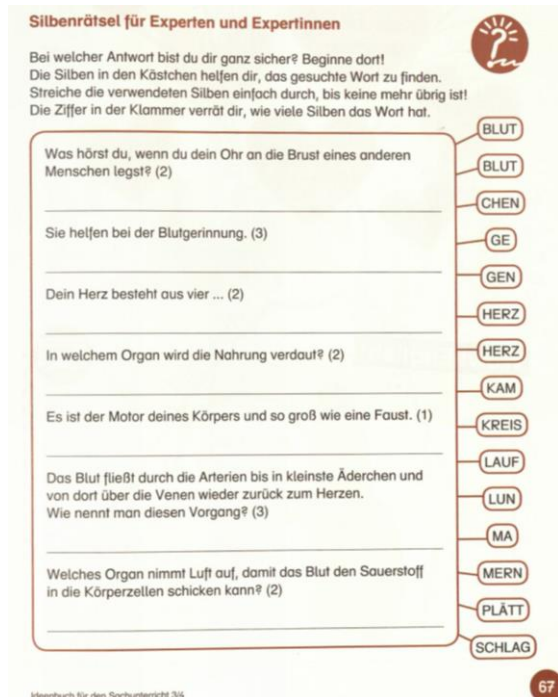 Silbenrätsel für Experten und Expertinnen
Bei welcher Antwort bist du dir ganz sicher? Beginne dort!
Die Silben in den Kästchen helfen dir, das gesuchte Wort zu finden.
Streiche die verwendeten Silben einfach durch, bis keine mehr übrig ist!
Die Ziffer in der Klammer verrät dir, wie viele Silben das Wort hat.
Was hörst du, wenn du dein Ohr an die Brust eines anderen
Menschen legst? (2)
Sie helfen bei der Blutgerinnung. (3)
Dein Herz besteht aus vier ... (2)
In welchem Organ wird die Nahrung verdaut? (2)
Es ist der Motor deines Körpers und so groß wie eine Faust. (1)
Das Blut fließt durch die Arterien bis in kleinste Äderchen und
von dort über die Venen wieder zurück zum Herzen.
Wie nennt man diesen Vorgang? (3)
Welches Organ nimmt Luft auf, damit das Blut den Sauerstoff
in die Körperzellen schicken kann? (2)
BLUT
BLUT
CHEN
GE
GEN
HERZ
HERZ
KAM
KREIS
LAUF
LUN
MA
MERN
PLÄTT
SCHLAG
Ideenbuch für den Sachunterricht 3/4
67